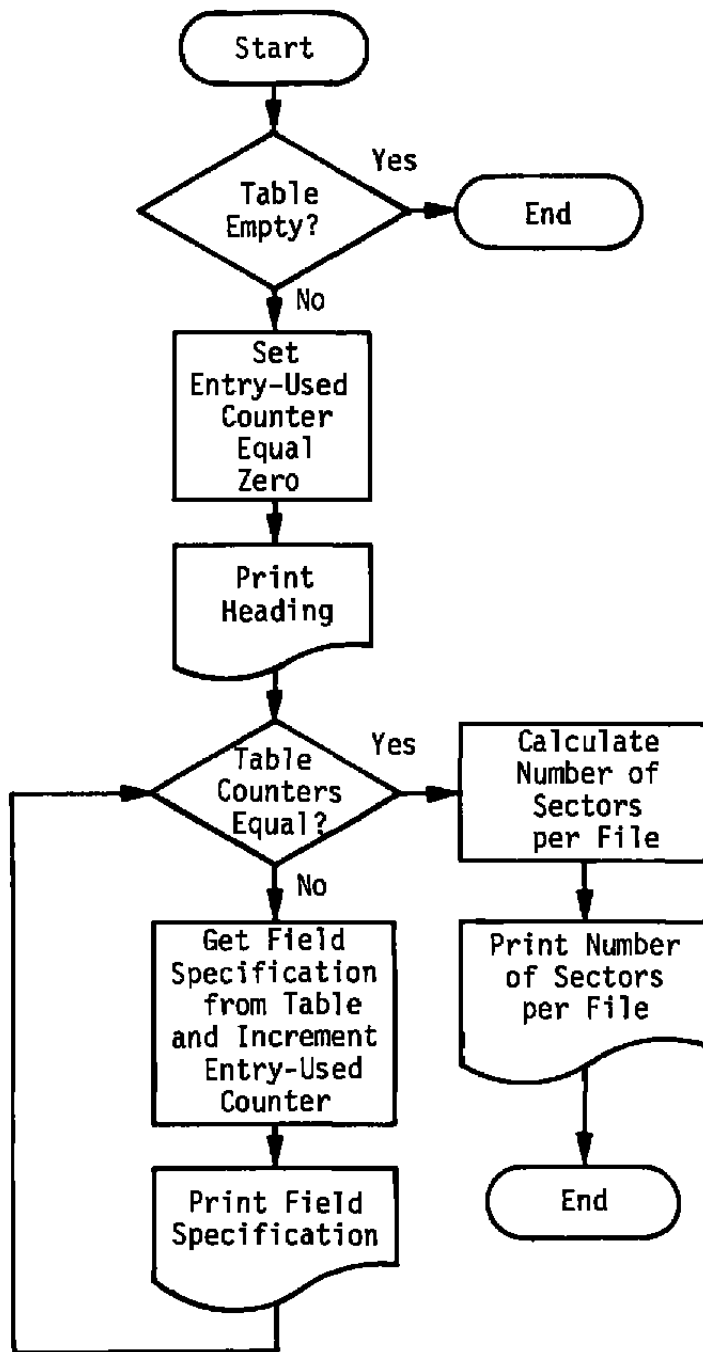 Start
Table
Empty?
Yes
End
No
Set
Entry-Used
Counter
Equal
Zero
Print
Heading
Table
Counters
Equal?
Yes
Calculate
Number of
Sectors
per File
No
Get Field
Specification
from Table
and Increment
Entry-Used
Counter
Print Number
of Sectors
per File
Print Field
Specification
End